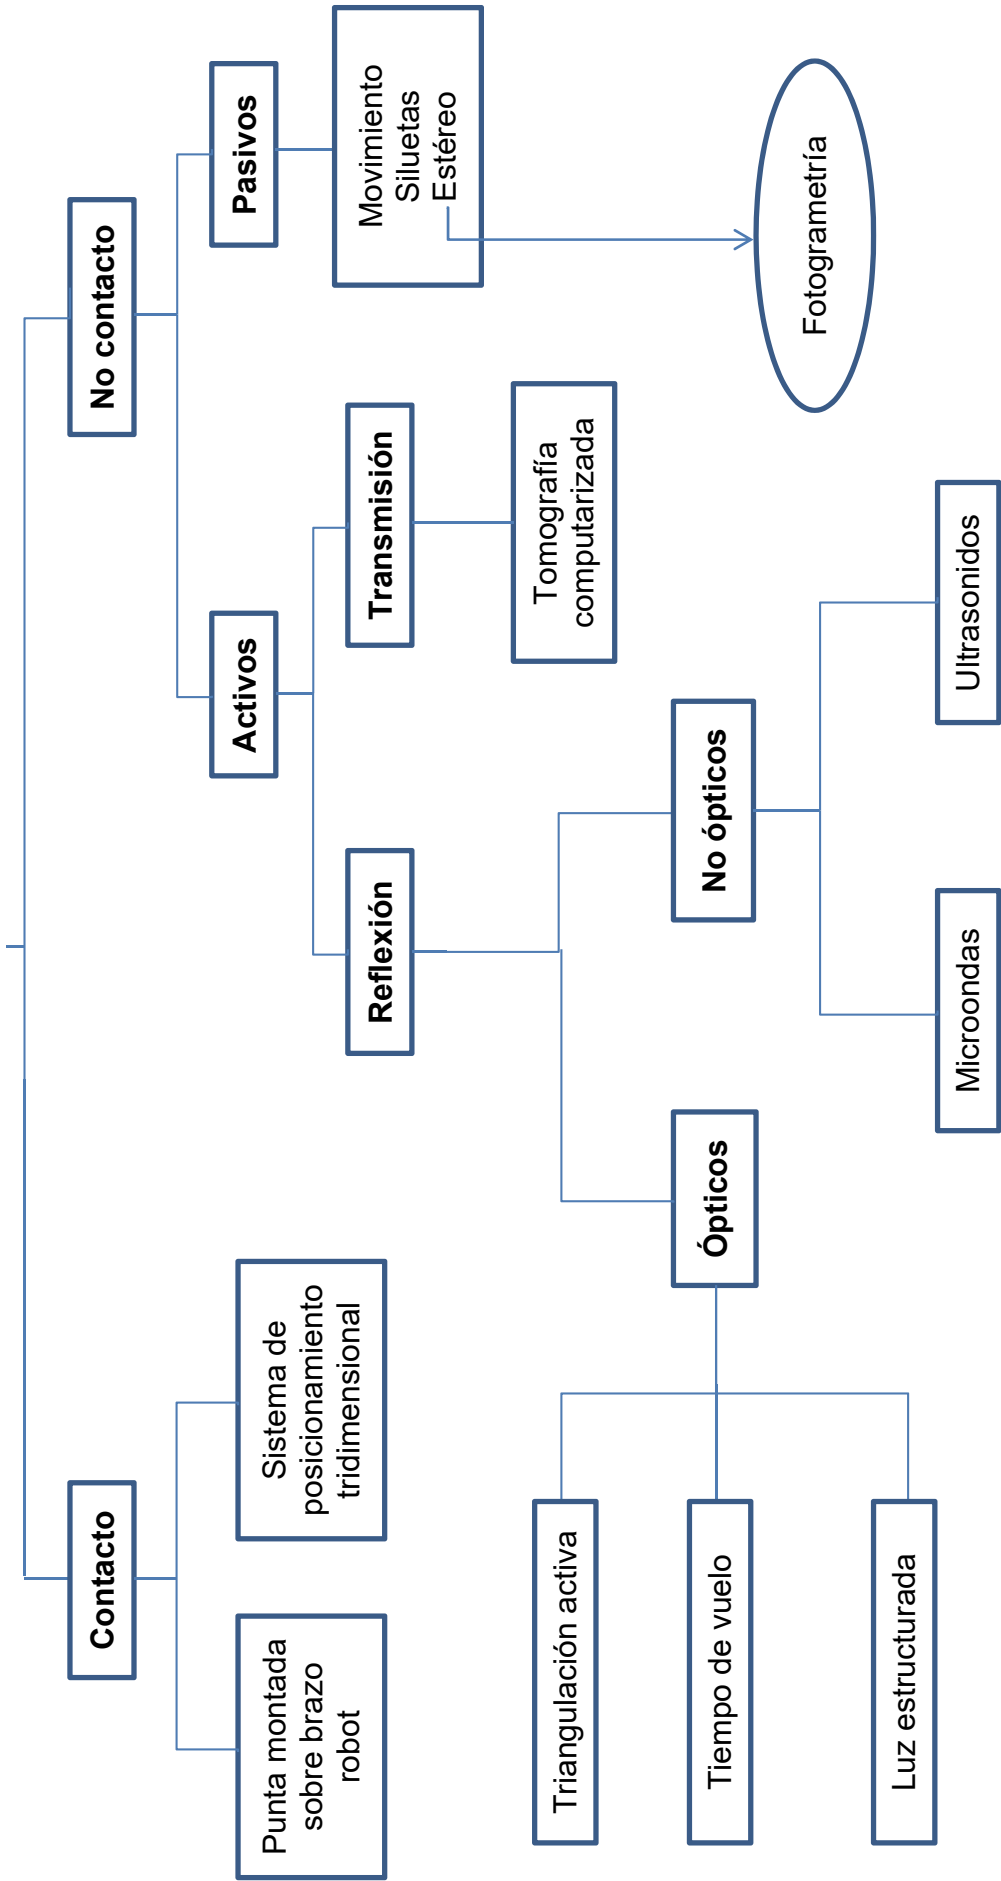 Contacto
No contacto
Punta montada
sobre brazo
robot
Sistema de
posicionamiento
tridimensional
Activos
Pasivos
Reflexión
Transmisión
Movimiento
Siluetas
Estéreo
Tomografía
computarizada
Ópticos
No ópticos
Fotogrametría
Triangulación activa
Tiempo de vuelo
Luz estructurada
Microondas
Ultrasonidos